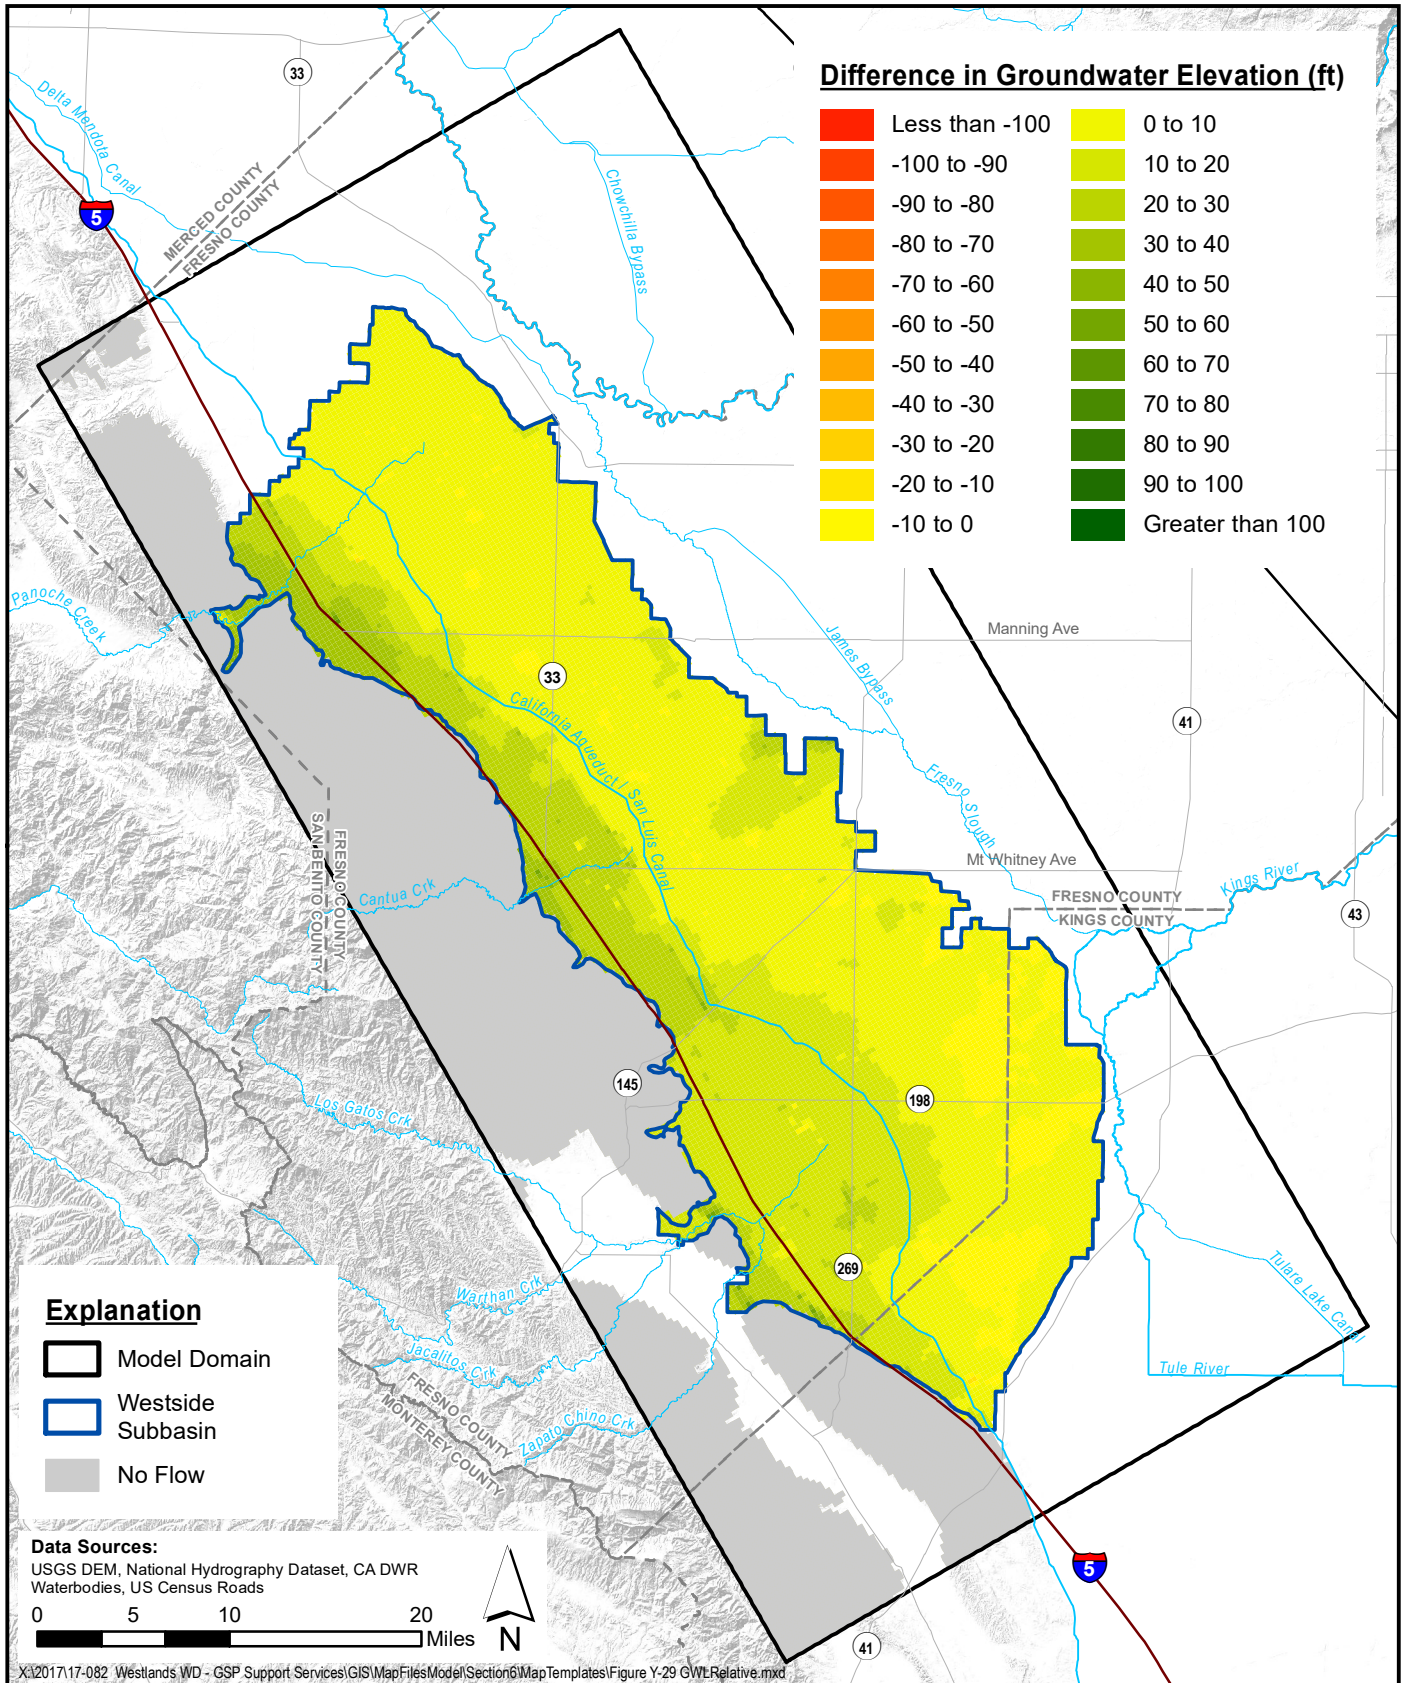 Difference in Groundwater Elevation (ft)
Less than -100
-100 to -90
-90 to -80
-80 to -70
-70 to -60
-60 to -50
-50 to -40
-40 to -30
-30 to -20
-20 to -10
-10 to 0
0 to 10
10 to 20
20 to 30
30 to 40
40 to 50
50 to 60
60 to 70
70 to 80
80 to 90
90 to 100
Greater than 100
33
Delta Mendota Canal
5
MERCED COUNTY
FRESNO COUNTY
Chowchilla Bypass
Panoche Creek
James Bypass
Manning Ave
33
41
California Aqueduct / San Luis Canal
Fresno Slough
FRESNO COUNTY
SAN BENITO COUNTY
Mt Whitney Ave
Cantua Crk
FRESNO COUNTY
KINGS COUNTY
Kings River
43
145
198
Los Gatos Crk
269
Warthan Crk
Jacalitos Crk
Tulare Lake Canal
Tule River
FRESNO COUNTY
MONTEREY COUNTY
Zapato Chino Crk
5
41
Explanation
Model Domain
Westside
Subbasin
No Flow
Data Sources:
USGS DEM, National Hydrography Dataset, CA DWR
Waterbodies, US Census Roads
0 5 10 20
Miles
N
X:\2017\17-082 Westlands WD - GSP Support Services\GIS\MapFilesModel\Section6\MapTemplates\Figure Y-29 GWLRelative.mxd